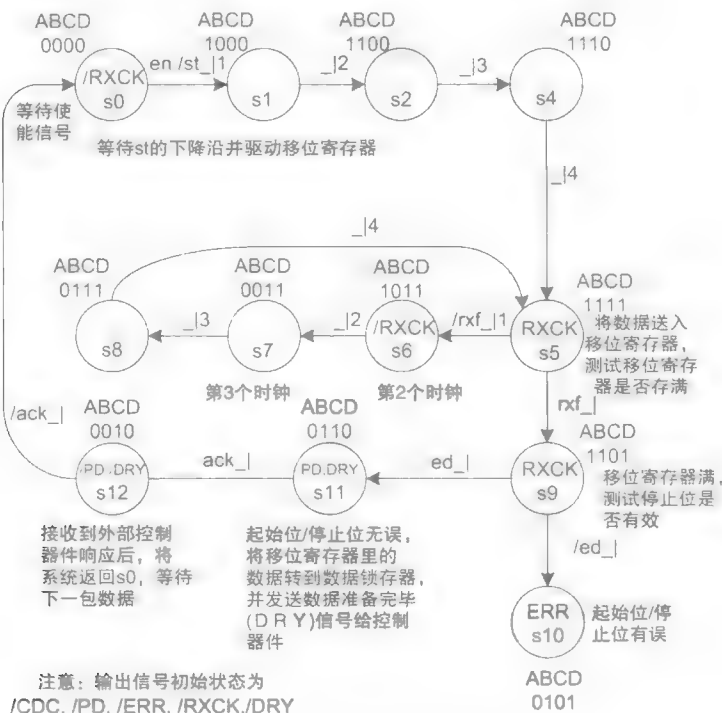 ABCD
0000
ABCD
1000
ABCD
1100
ABCD
1110
/RXCK
s0
en /st_|1
s1
_|2
s2
_|3
s4
等待使
能信号
等待st的下降沿并驱动移位寄存器
_|4
_|4
ABCD
0111
ABCD
0011
ABCD
1011
ABCD
1111
s8
_|3
s7
_|2
/RXCK
s6
/rxf_|1
RXCK
s5
将数据送入
移位寄存器,
测试移位寄存
器是否存满
第3个时钟
第2个时钟
rxf_|
/ack_|
ABCD
0010
ABCD
0110
ABCD
1101
/PD.DRY
s12
ack_|
PD.DRY
s11
ed_|
RXCK
s9
移位寄存器满,
测试停止位是
否有效
接收到外部控制
器件响应后，将
系统返回s0，等待
下一包数据
起始位/停止位无误，
将移位寄存器里的
数据转到数据锁存器，
并发送数据准备完毕
(DRY)信号给控制
器件
/ed_|
ERR
s10
起始位/停
止位有误
ABCD
0101
注意：输出信号初始状态为
/CDC, /PD, /ERR, /RXCK,/DRY